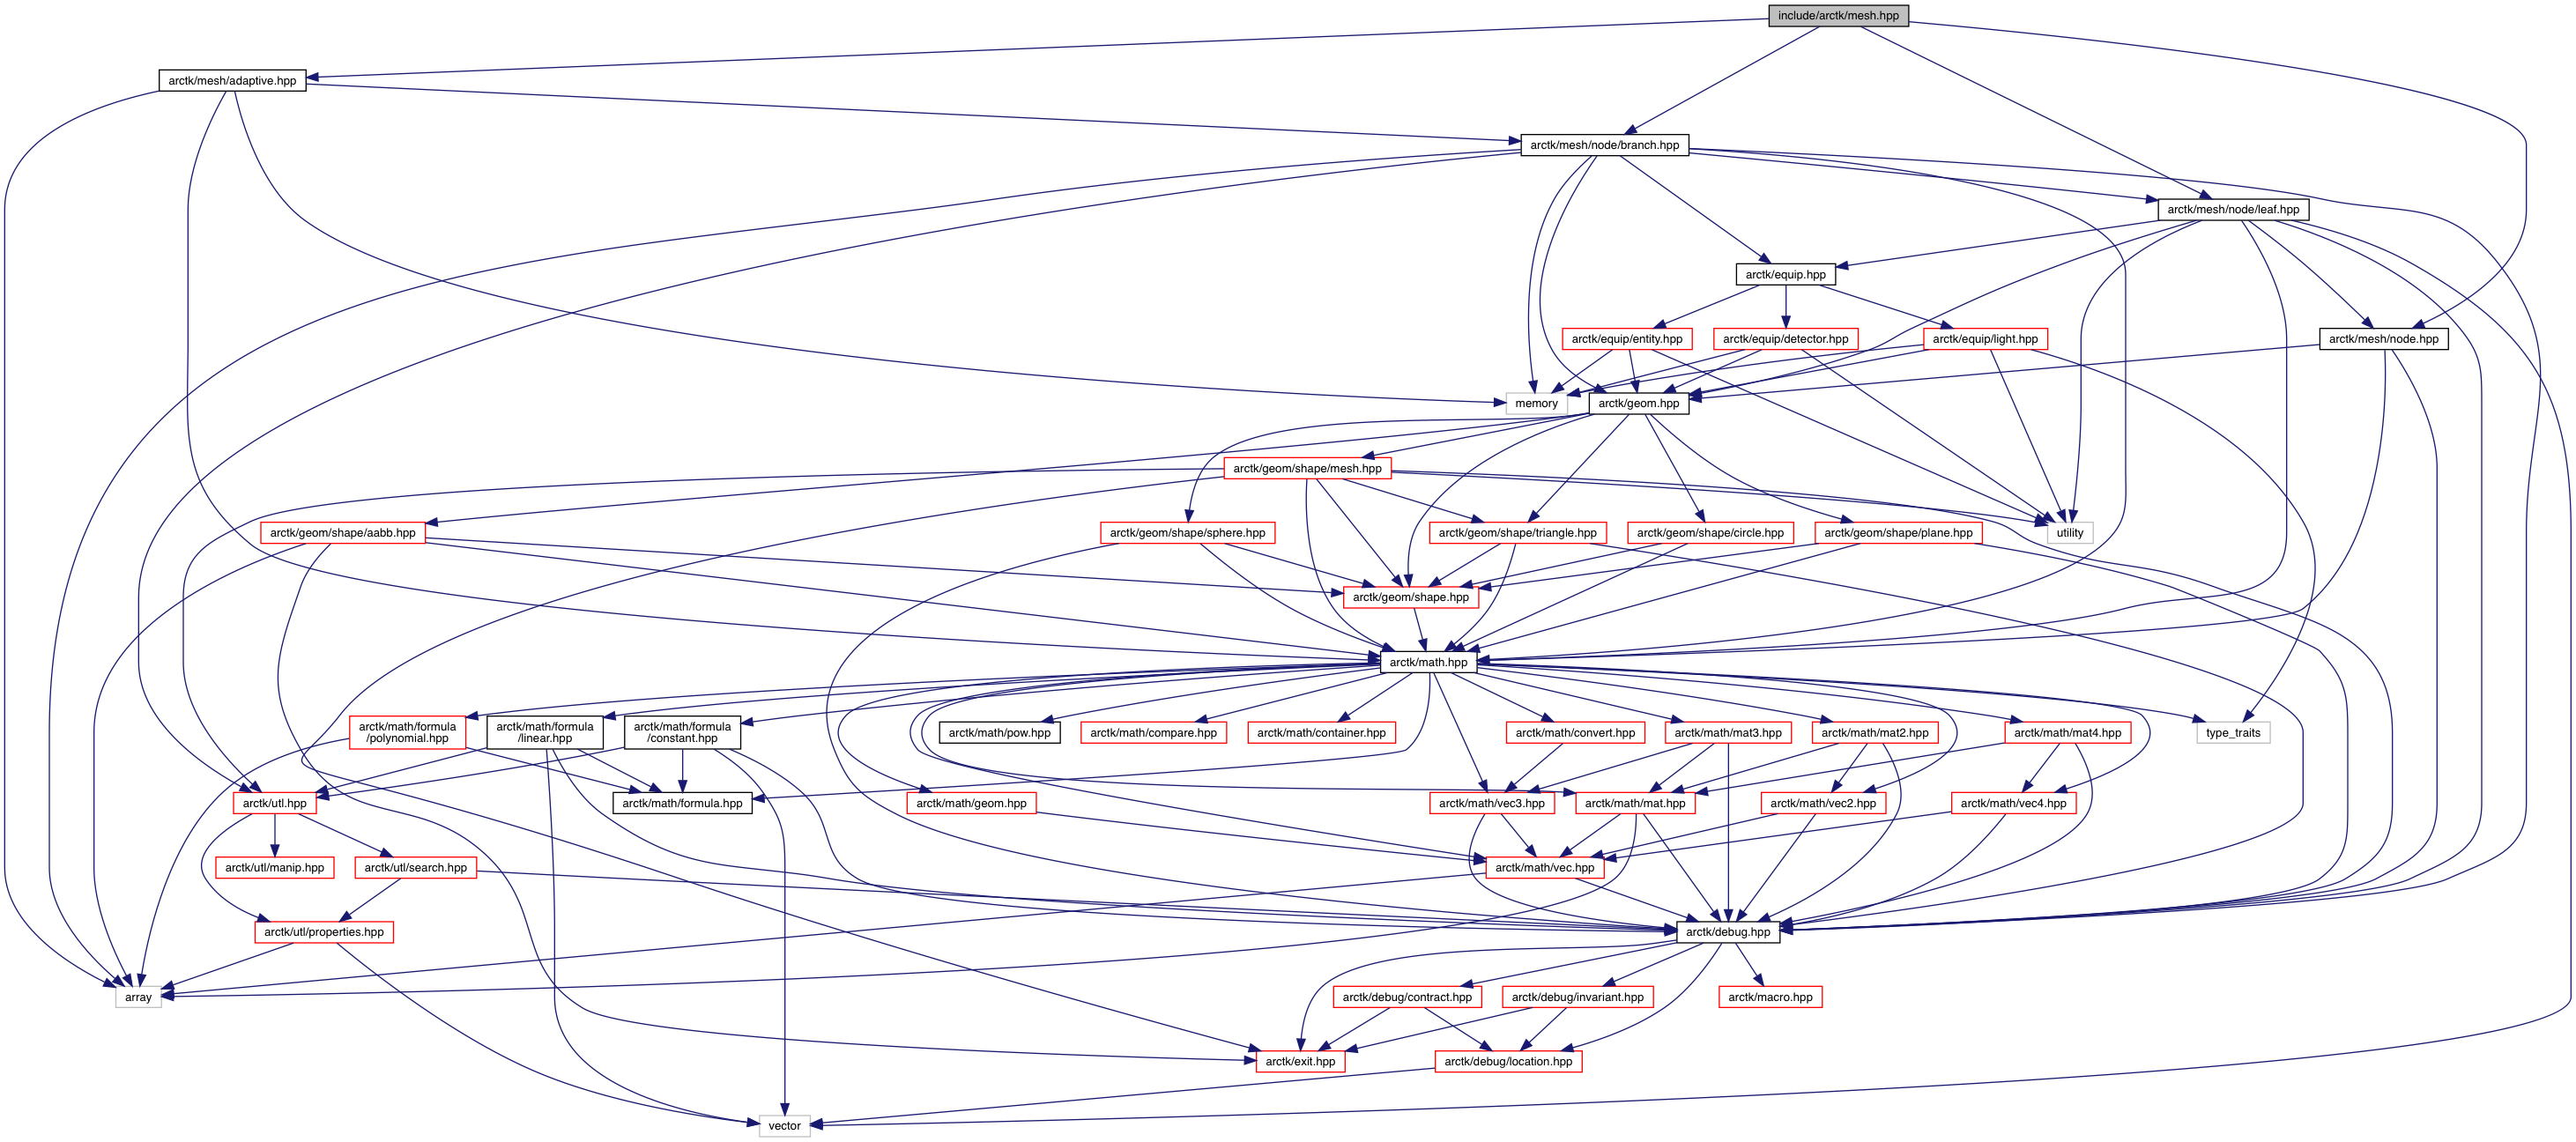 include/arctk/mesh.hpp
arctk/mesh/adaptive.hpp
arctk/mesh/node/branch.hpp
arctk/mesh/node/leaf.hpp
arctk/equip.hpp
arctk/equip/entity.hpp
arctk/equip/detector.hpp
arctk/equip/light.hpp
arctk/mesh/node.hpp
memory
arctk/geom.hpp
arctk/geom/shape/mesh.hpp
arctk/geom/shape/aabb.hpp
arctk/geom/shape/sphere.hpp
arctk/geom/shape/triangle.hpp
arctk/geom/shape/circle.hpp
arctk/geom/shape/plane.hpp
utility
arctk/geom/shape.hpp
arctk/math.hpp
arctk/math/formula
/polynomial.hpp
arctk/math/formula
/linear.hpp
arctk/math/formula
/constant.hpp
arctk/math/pow.hpp
arctk/math/compare.hpp
arctk/math/container.hpp
arctk/math/convert.hpp
arctk/math/mat3.hpp
arctk/math/mat2.hpp
arctk/math/mat4.hpp
type_traits
arctk/utl.hpp
arctk/math/formula.hpp
arctk/math/geom.hpp
arctk/math/vec3.hpp
arctk/math/mat.hpp
arctk/math/vec2.hpp
arctk/math/vec4.hpp
arctk/utl/manip.hpp
arctk/utl/search.hpp
arctk/math/vec.hpp
arctk/utl/properties.hpp
arctk/debug.hpp
array
arctk/debug/contract.hpp
arctk/debug/invariant.hpp
arctk/macro.hpp
arctk/exit.hpp
arctk/debug/location.hpp
vector